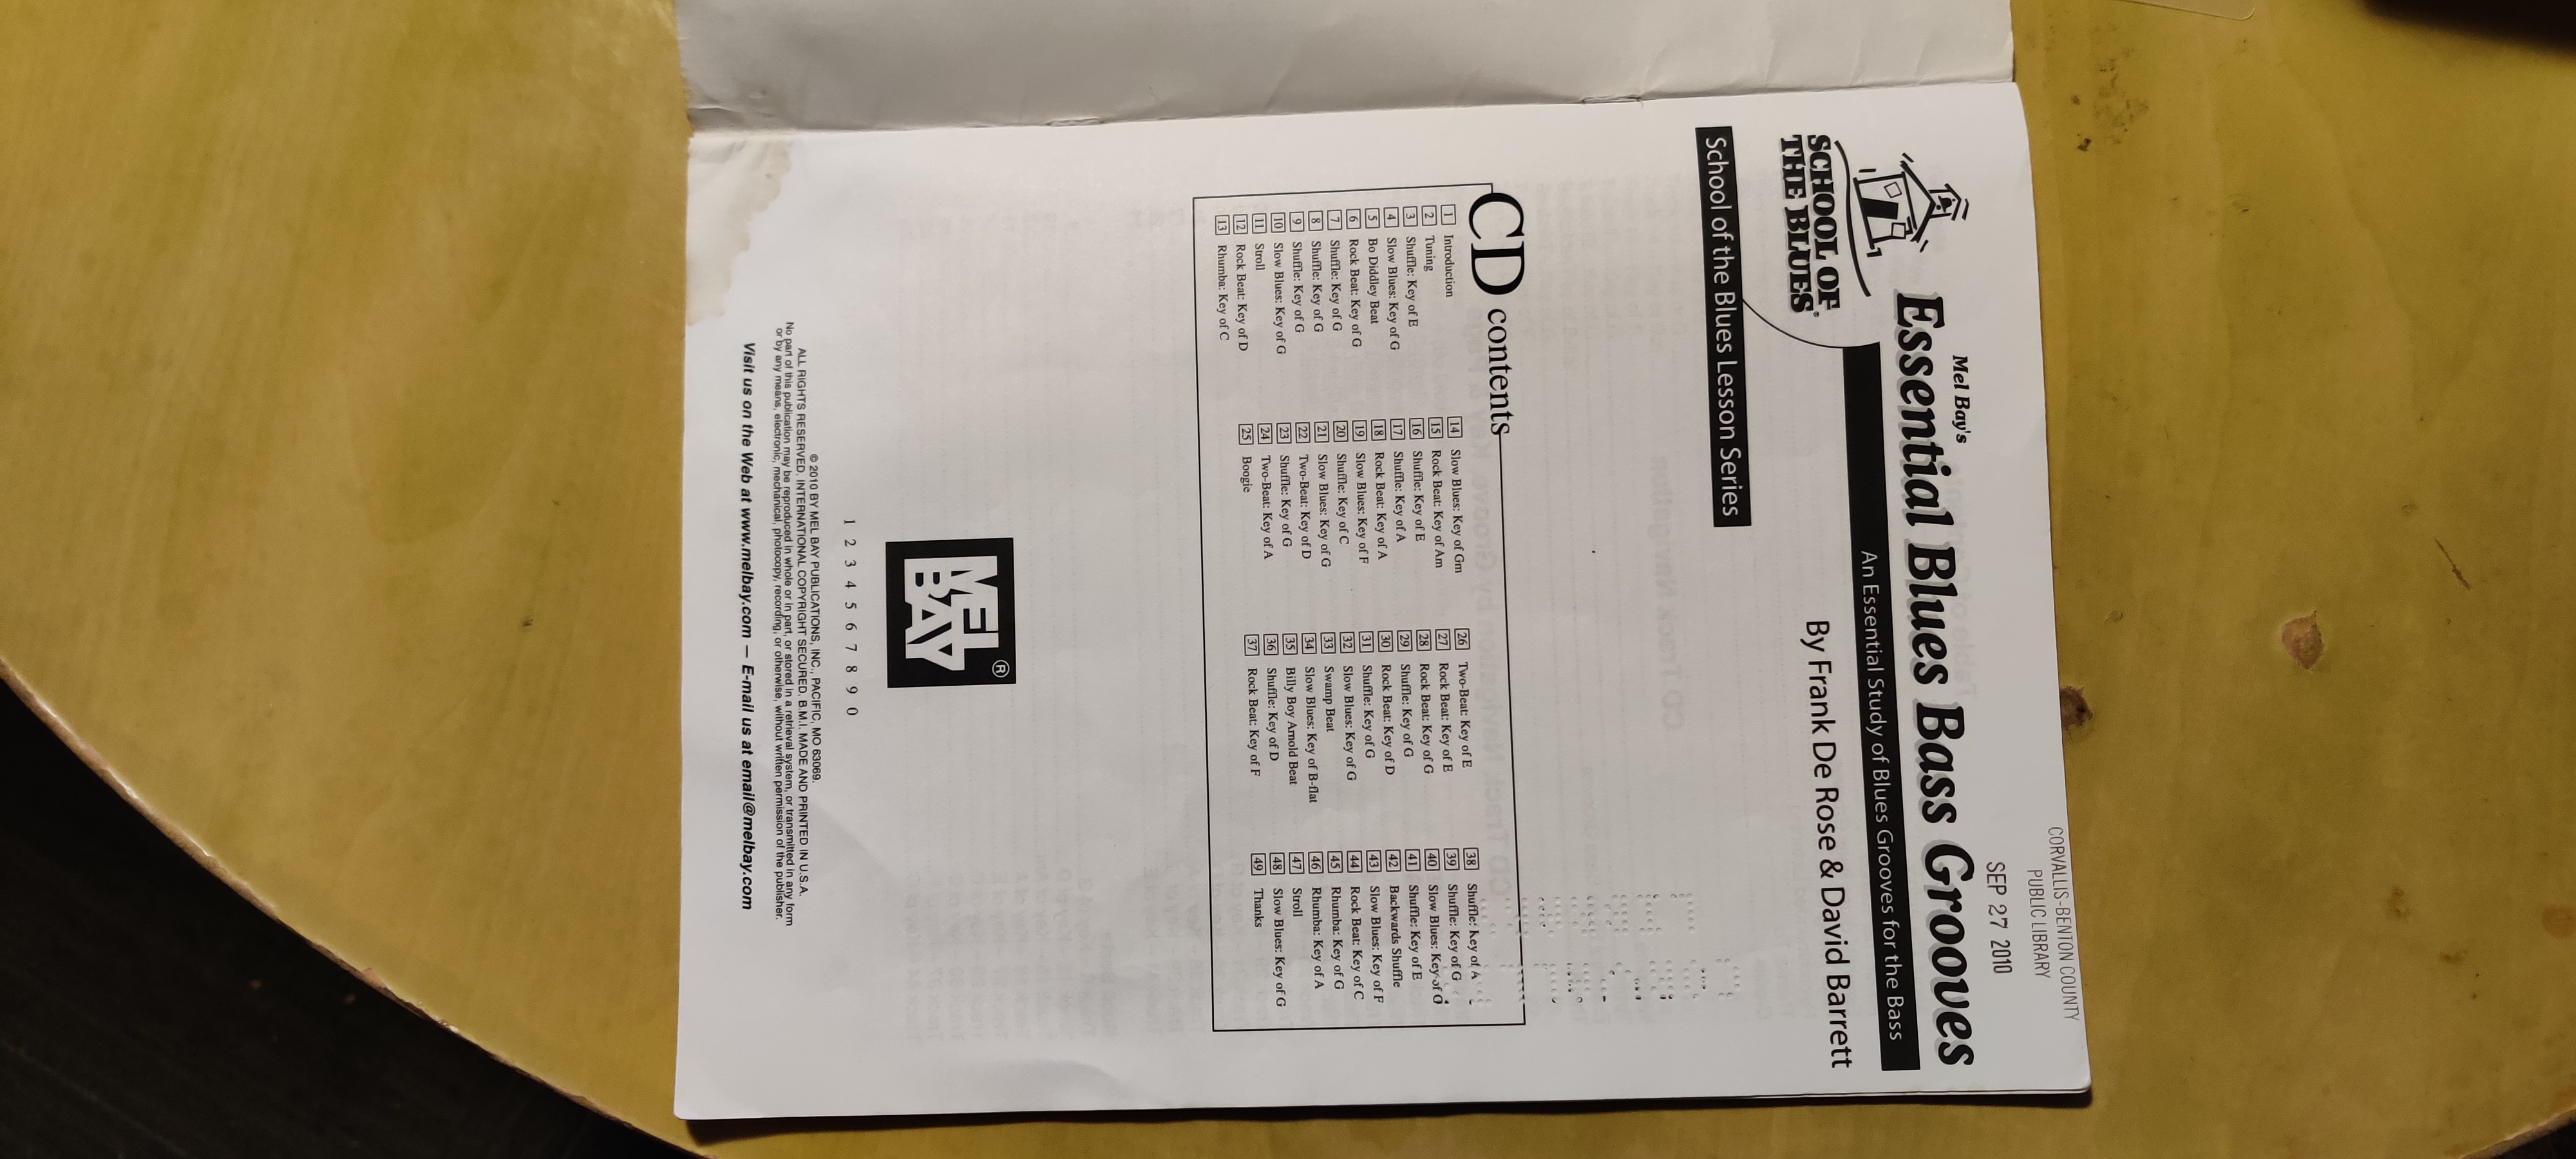 CORVALLIS-BENTON COUNTY
PUBLIC LIBRARY
SEP 27 2010
Mel Bay's
Essential Blues Bass Grooves
An Essential Study of Blues Grooves for the Bass
SCHOOL OF
THE BLUES
By Frank De Rose & David Barrett
School of the Blues Lesson Series
CD contents
1 Introduction
2 Tuning
3 Shuffle: Key of E
4 Slow Blues: Key of G
5 Bo Diddley Beat
6 Rock Beat: Key of G
7 Shuffle: Key of G
8 Shuffle: Key of G
9 Shuffle: Key of G
10 Slow Blues: Key of G
11 Stroll
12 Rock Beat: Key of D
13 Rhumba: Key of C
14 Slow Blues: Key of Gm
15 Rock Beat: Key of Am
16 Shuffle: Key of E
17 Shuffle: Key of A
18 Rock Beat: Key of A
19 Slow Blues: Key of F
20 Shuffle: Key of C
21 Slow Blues: Key of G
22 Two-Beat: Key of D
23 Shuffle: Key of G
24 Two-Beat: Key of A
25 Boogie
26 Two-Beat: Key of E
27 Rock Beat: Key of E
28 Rock Beat: Key of G
29 Shuffle: Key of G
30 Rock Beat: Key of D
31 Shuffle: Key of G
32 Slow Blues: Key of G
33 Swamp Beat
34 Slow Blues: Key of B-flat
35 Billy Boy Arnold Beat
36 Shuffle: Key of D
37 Rock Beat: Key of F
38 Shuffle: Key of A
39 Shuffle: Key of G
40 Slow Blues: Key of
41 Shuffle: Key of E
42 Backwards Shuffle
43 Slow Blues: Key of F
44 Rock Beat: Key of C
45 Rhumba: Key of G
46 Rhumba: Key of A
47 Stroll
48 Slow Blues: Key of G
49 Thanks
MEL
BAY
®
1 2 3 4 5 6 7 8 9 0
© 2010 BY MEL BAY PUBLICATIONS, INC., PACIFIC, MO 63069.
ALL RIGHTS RESERVED. INTERNATIONAL COPYRIGHT SECURED. B.M.I. MADE AND PRINTED IN U.S.A.
No part of this publication may be reproduced in whole or in part, or stored in a retrieval system, or transmitted in any form
or by any means, electronic, mechanical, photocopy, recording, or otherwise, without written permission of the publisher.
Visit us on the Web at www.melbay.com — E-mail us at email@melbay.com